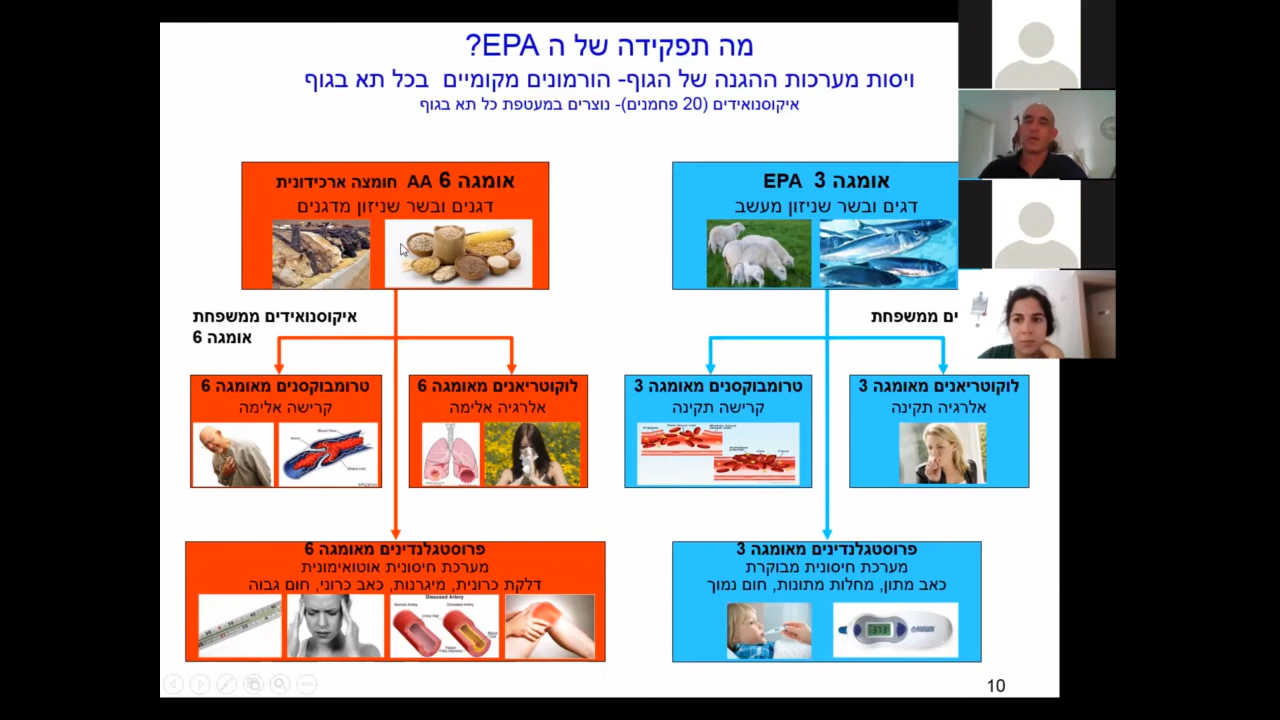 מה תפקידה של ה EPA?
ויסות מערכות ההגנה של הגוף- הורמונים מקומיים בכל תא בגוף
איקוסנואידים (20 פחמנים)- נוצרים במעטפת כל תא בגוף
אומגה 3 EPA
דגים ובשר שניזון מעשב
אומגה 6 AA חומצה ארכידונית
דגנים ובשר שניזון מדגנים
ים ממשפחת
איקוסנואידים ממשפחת
אומגה 6
לוקוטריאנים מאומגה 3
אלרגיה תקינה
טרומבוקסנים מאומגה 3
קרישה תקינה
לוקוטריאנים מאומגה 6
אלרגיה אלימה
טרומבוקסנים מאומגה 6
קרישה אלימה
פרוסטגלנדינים מאומגה 3
מערכת חיסונית מבוקרת
כאב מתון, מחלות מתונות, חום נמוך
373
פרוסטגלנדינים מאומגה 6
מערכת חיסונית אוטואימונית
דלקת כרונית, מיגרנות, כאב כרוני, חום גבוה
Diseased Artery
10